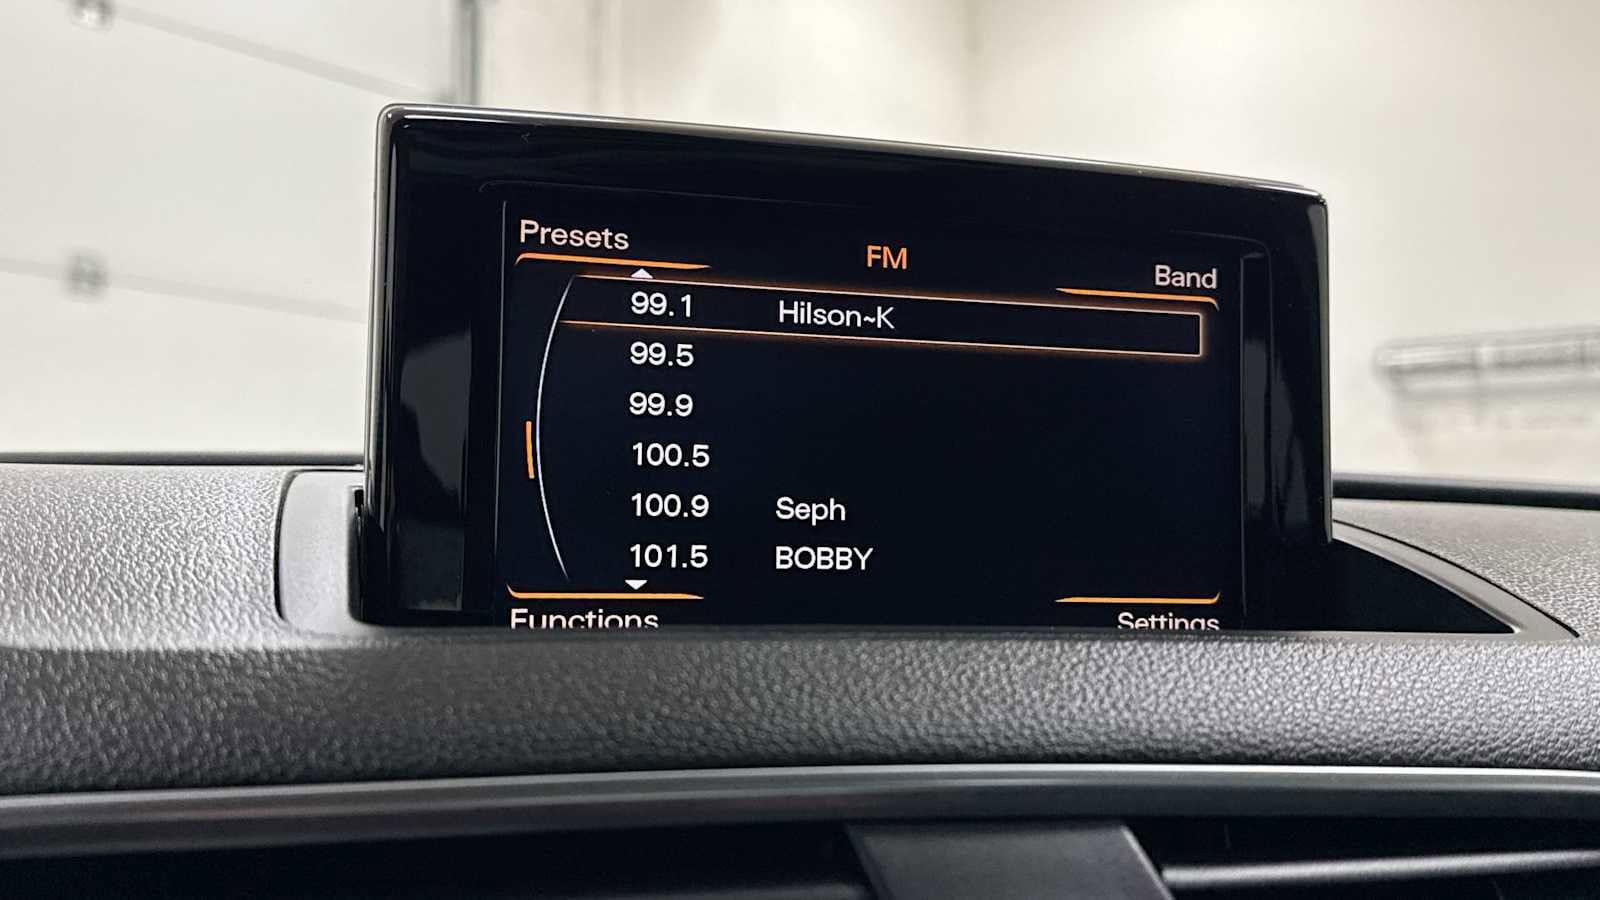 Presets
FM
Band
99.1 Hilson~K
99.5
99.9
100.5
100.9 Seph
101.5 BOBBY
Functions
Settings